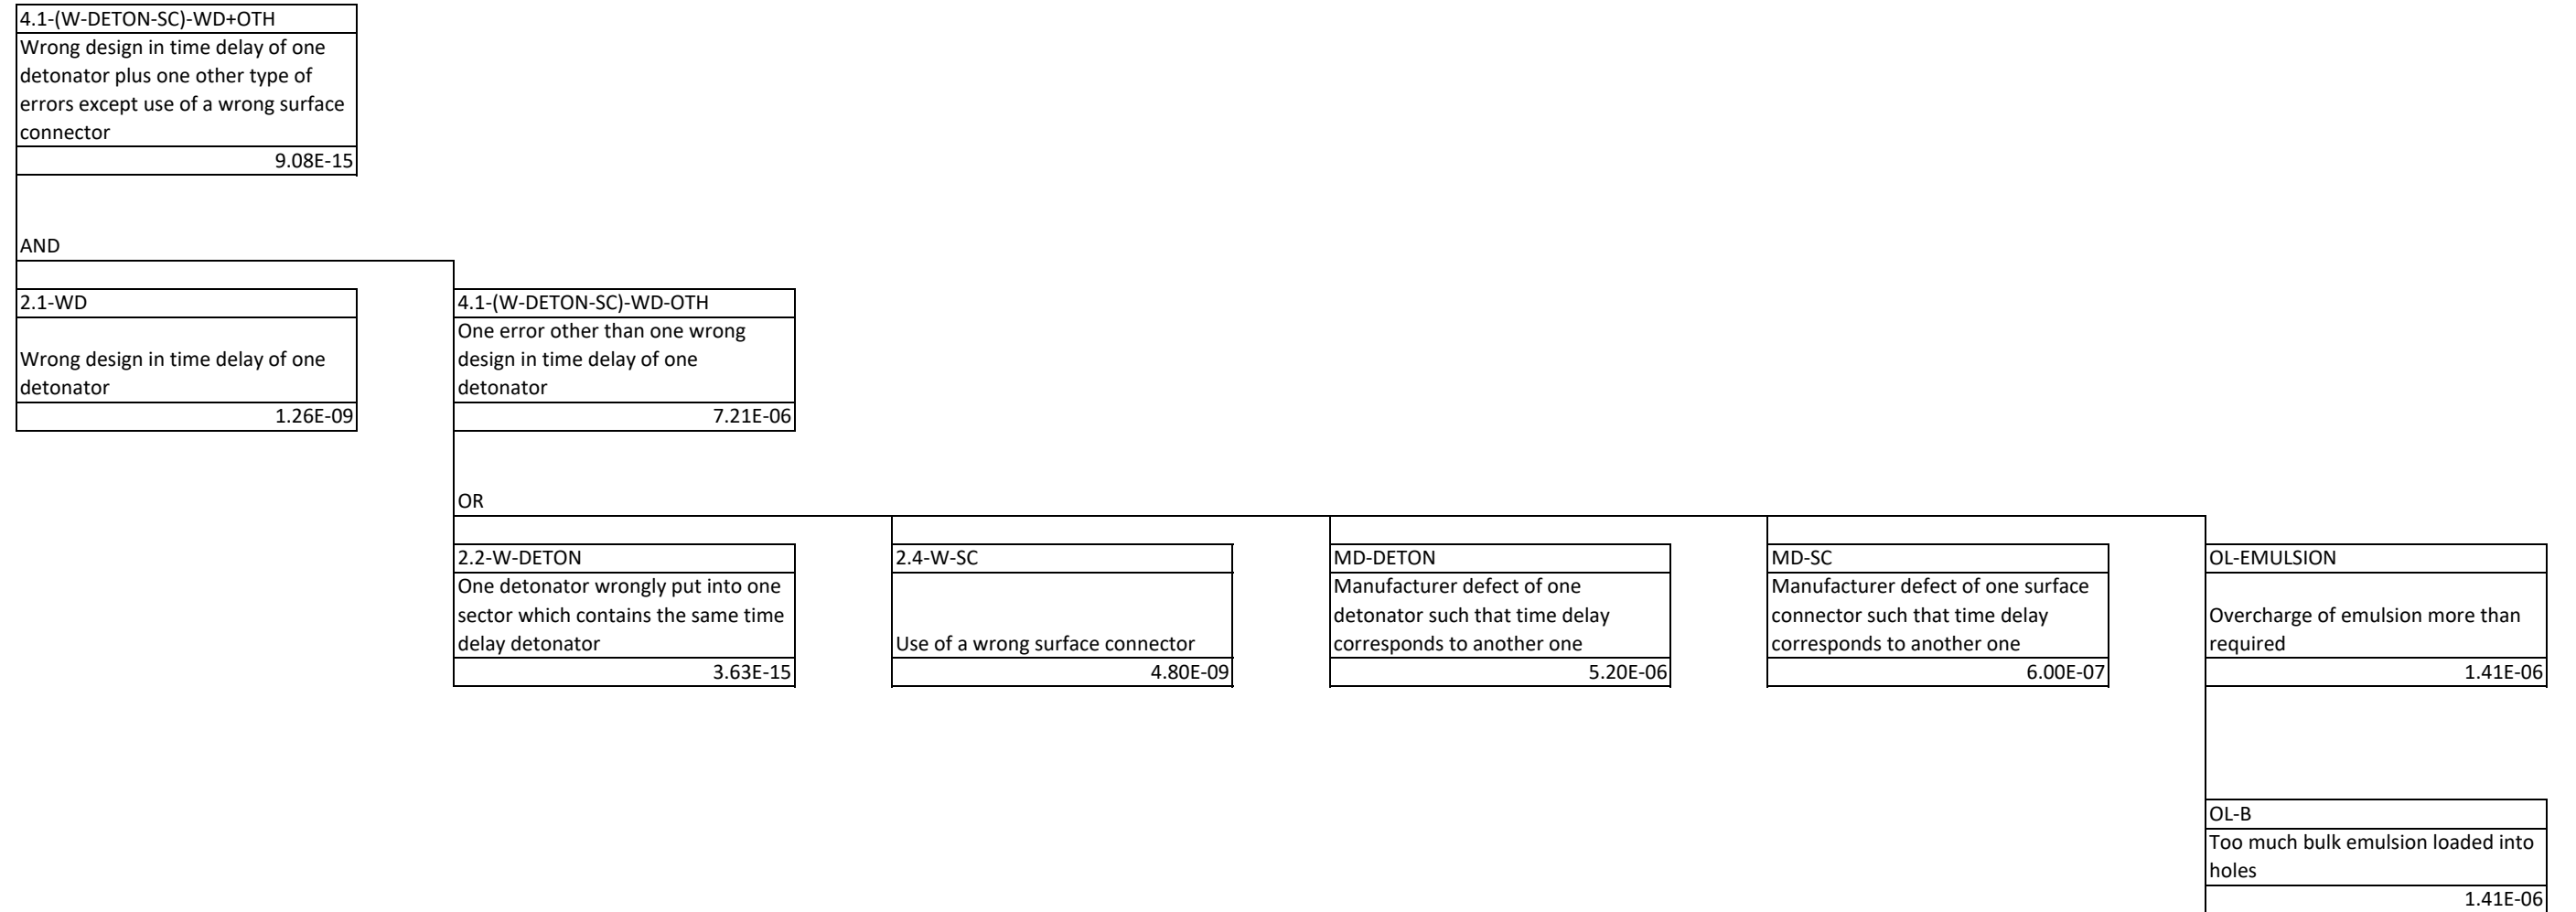 4.1-(W-DETON-SC)-WD+OTH
Wrong design in time delay of one
detonator plus one other type of
errors except use of a wrong surface
connector
9.08E-15
AND
2.1-WD
Wrong design in time delay of one
detonator
1.26E-09
4.1-(W-DETON-SC)-WD-OTH
One error other than one wrong
design in time delay of one
detonator
7.21E-06
OR
2.2-W-DETON
One detonator wrongly put into one
sector which contains the same time
delay detonator
3.63E-15
2.4-W-SC
Use of a wrong surface connector
4.80E-09
MD-DETON
Manufacturer defect of one
detonator such that time delay
corresponds to another one
5.20E-06
MD-SC
Manufacturer defect of one surface
connector such that time delay
corresponds to another one
6.00E-07
OL-EMULSION
Overcharge of emulsion more than
required
1.41E-06
OL-B
Too much bulk emulsion loaded into
holes
1.41E-06